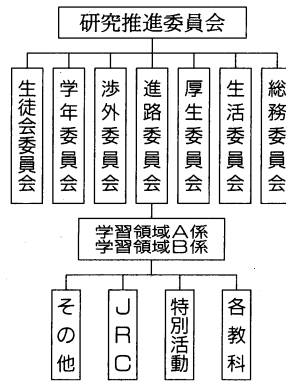 研究推進委員会
生徒会委員会
学年委員会
渉外委員会
進路委員会
厚生委員会
生活委員会
総務委員会
学習領域A係
学習領域B係
その他
JRC
特別活動
各教科